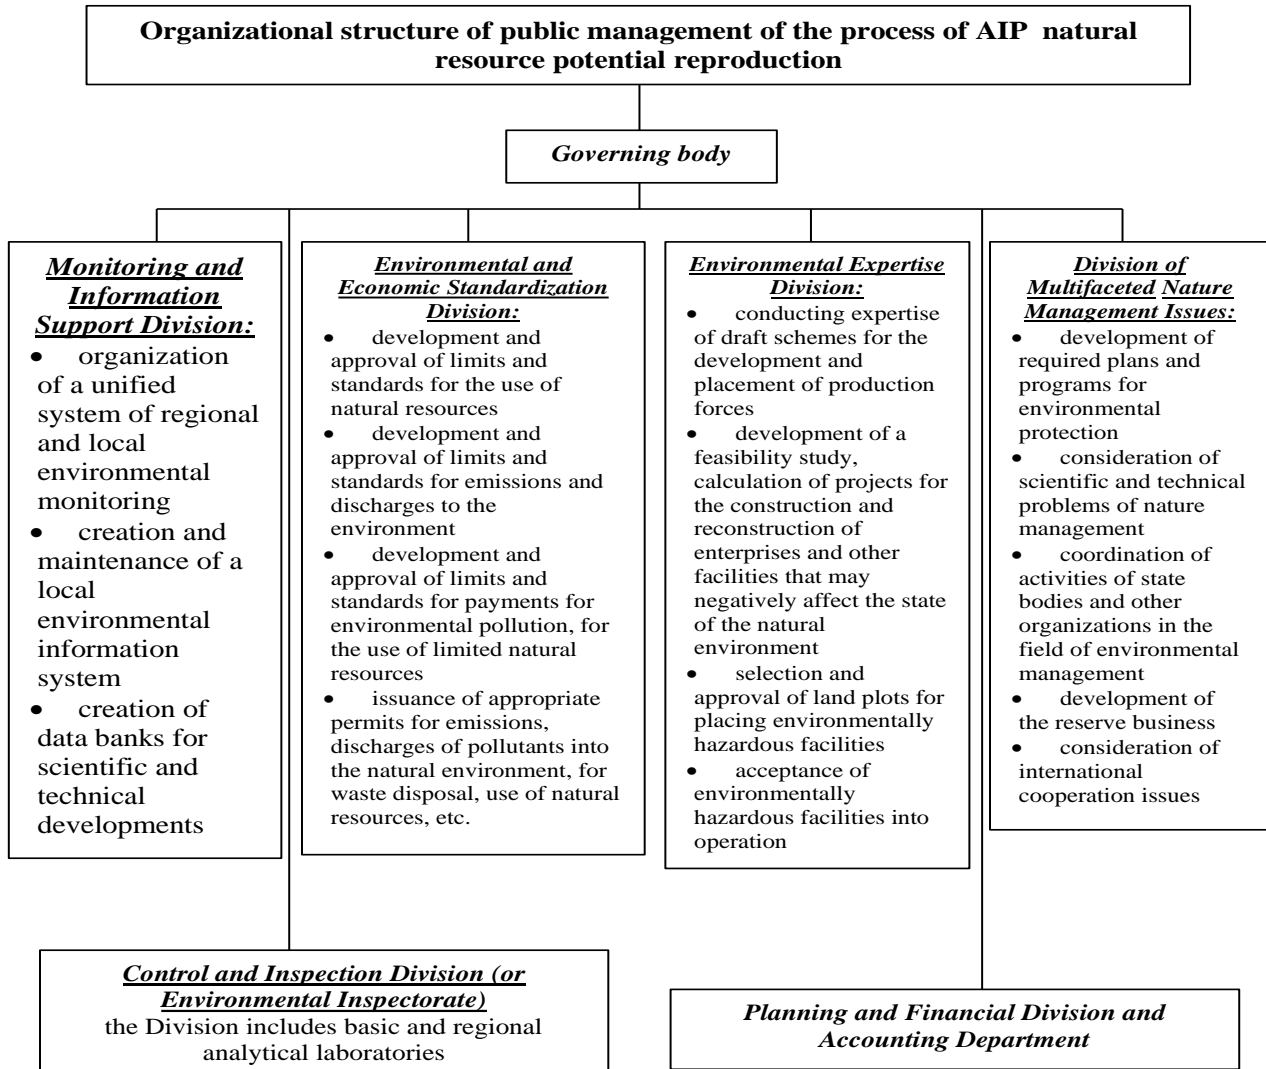 Organizational structure of public management of the process of AIP natural
resource potential reproduction
Governing body
Monitoring and
Information
Support Division:
• organization
of a unified
system of regional
and local
environmental
monitoring
• creation and
maintenance of a
local
environmental
information
system
• creation of
data banks for
scientific and
technical
developments
Environmental and
Economic Standardization
Division:
• development and
approval of limits and
standards for the use of
natural resources
• development and
approval of limits and
standards for emissions and
discharges to the
environment
• development and
approval of limits and
standards for payments for
environmental pollution, for
the use of limited natural
resources
• issuance of appropriate
permits for emissions,
discharges of pollutants into
the natural environment, for
waste disposal, use of natural
resources, etc.
Environmental Expertise
Division:
• conducting expertise
of draft schemes for the
development and
placement of production
forces
• development of a
feasibility study,
calculation of projects for
the construction and
reconstruction of
enterprises and other
facilities that may
negatively affect the state
of the natural
environment
• selection and
approval of land plots for
placing environmentally
hazardous facilities
• acceptance of
environmentally
hazardous facilities into
operation
Division of
Multifaceted Nature
Management Issues:
• development of
required plans and
programs for
environmental
protection
• consideration of
scientific and technical
problems of nature
management
• coordination of
activities of state
bodies and other
organizations in the
field of environmental
management
• development of
the reserve business
• consideration of
international
cooperation issues
Control and Inspection Division (or
Environmental Inspectorate)
the Division includes basic and regional
analytical laboratories
Planning and Financial Division and
Accounting Department